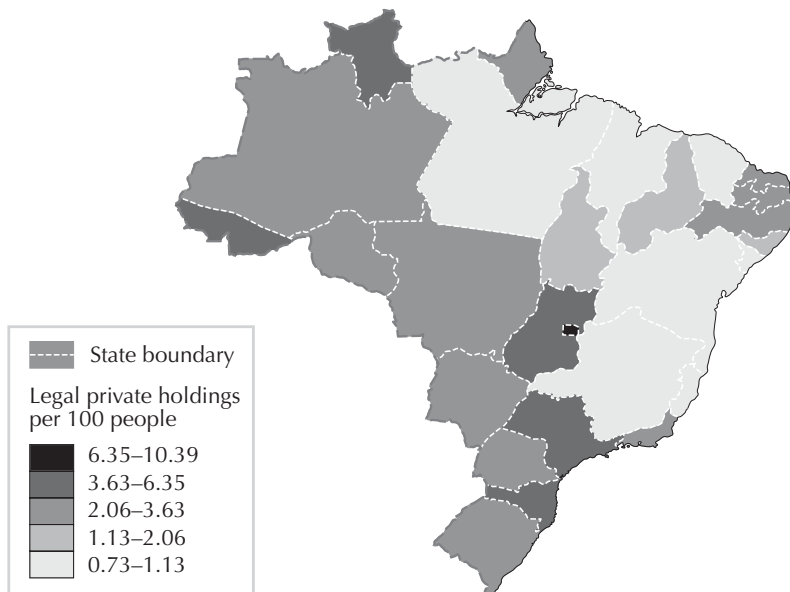 State boundary
Legal private holdings
per 100 people
6.35–10.39
3.63–6.35
2.06–3.63
1.13–2.06
0.73–1.13